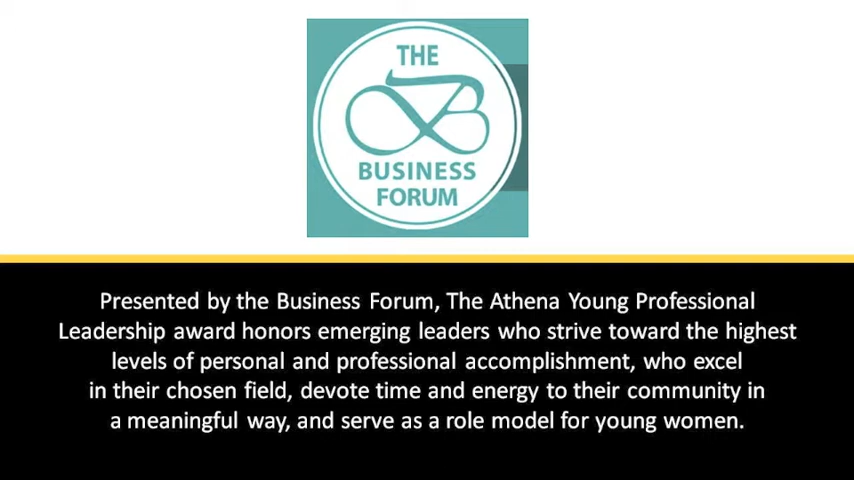 THE
BUSINESS
FORUM
Presented by the Business Forum, The Athena Young Professional
Leadership award honors emerging leaders who strive toward the highest
levels of personal and professional accomplishment, who excel
in their chosen field, devote time and energy to their community in
a meaningful way, and serve as a role model for young women.